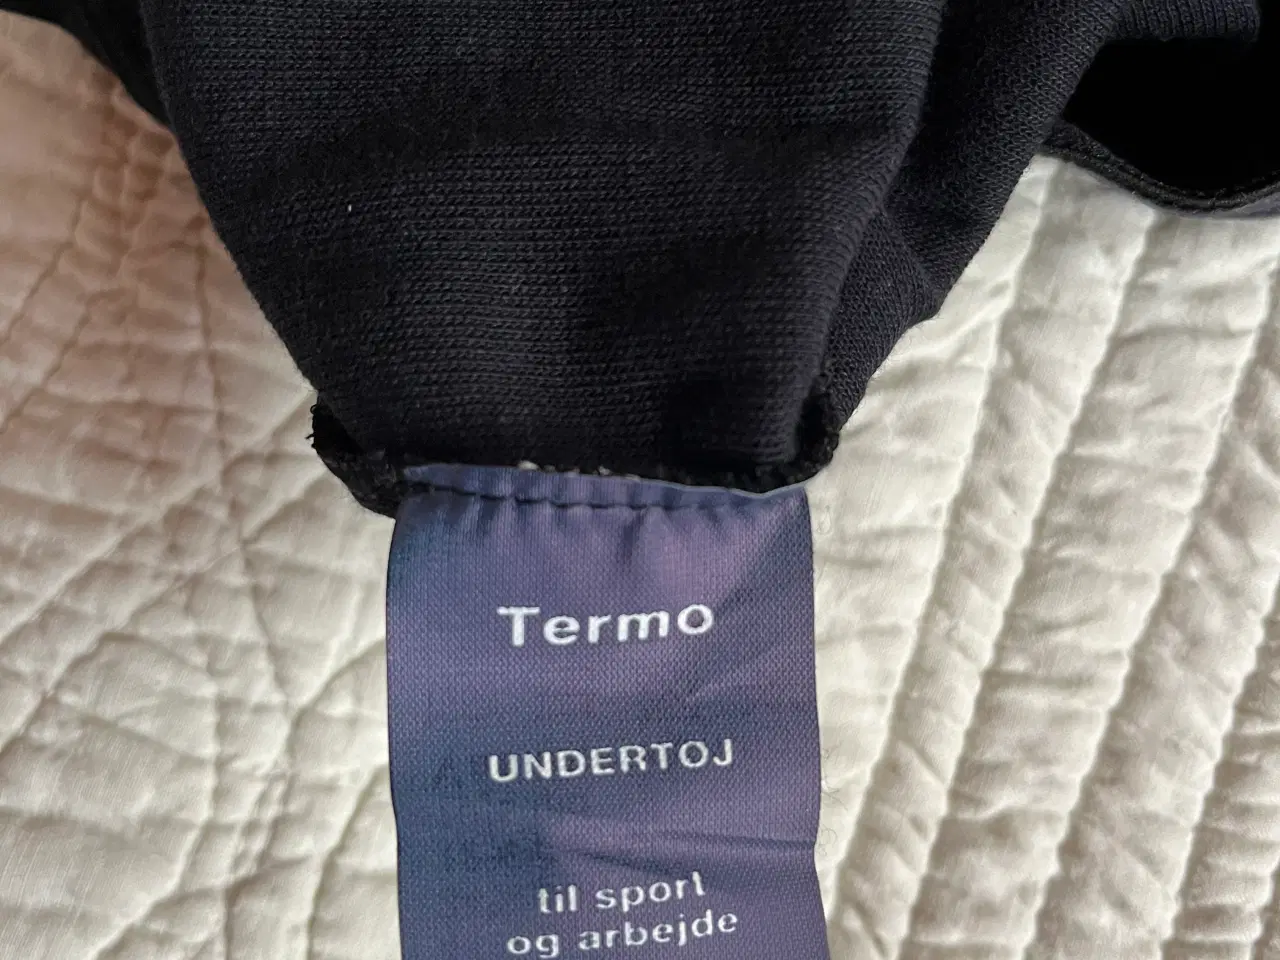 Termo
UNDERTOJ
til sport
og arbejde